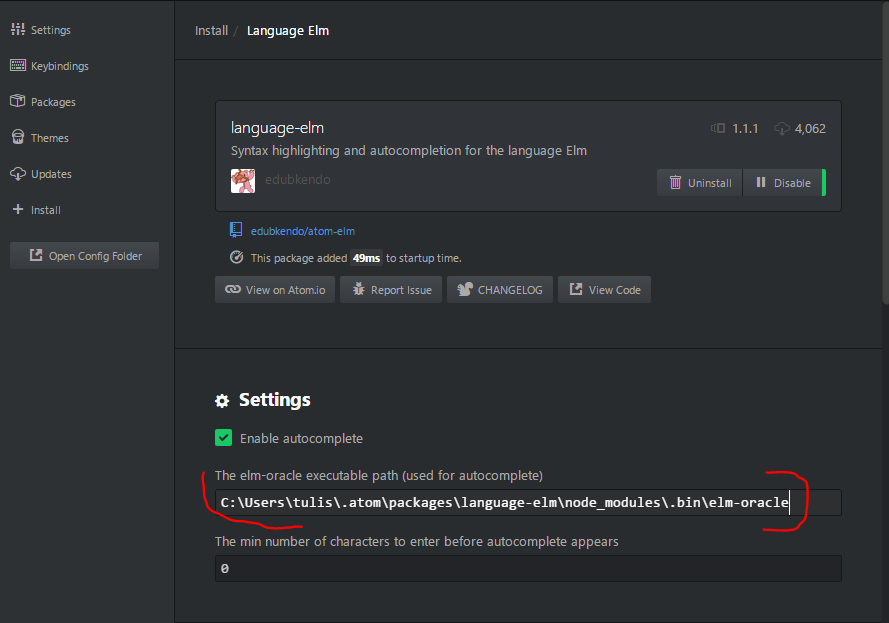 Settings
Keybindings
Packages
Themes
Updates
Install
Open Config Folder
Install / Language Elm
language-elm
1.1.1 4,062
Syntax highlighting and autocompletion for the language Elm
edubkendo
Uninstall Disable
edubkendo/atom-elm
This package added 49ms to startup time.
View on Atom.io Report Issue CHANGELOG View Code
Settings
Enable autocomplete
The elm-oracle executable path (used for autocomplete)
C:\Users\tulis\.atom\packages\language-elm\node_modules\.bin\elm-oracle
The min number of characters to enter before autocomplete appears
0